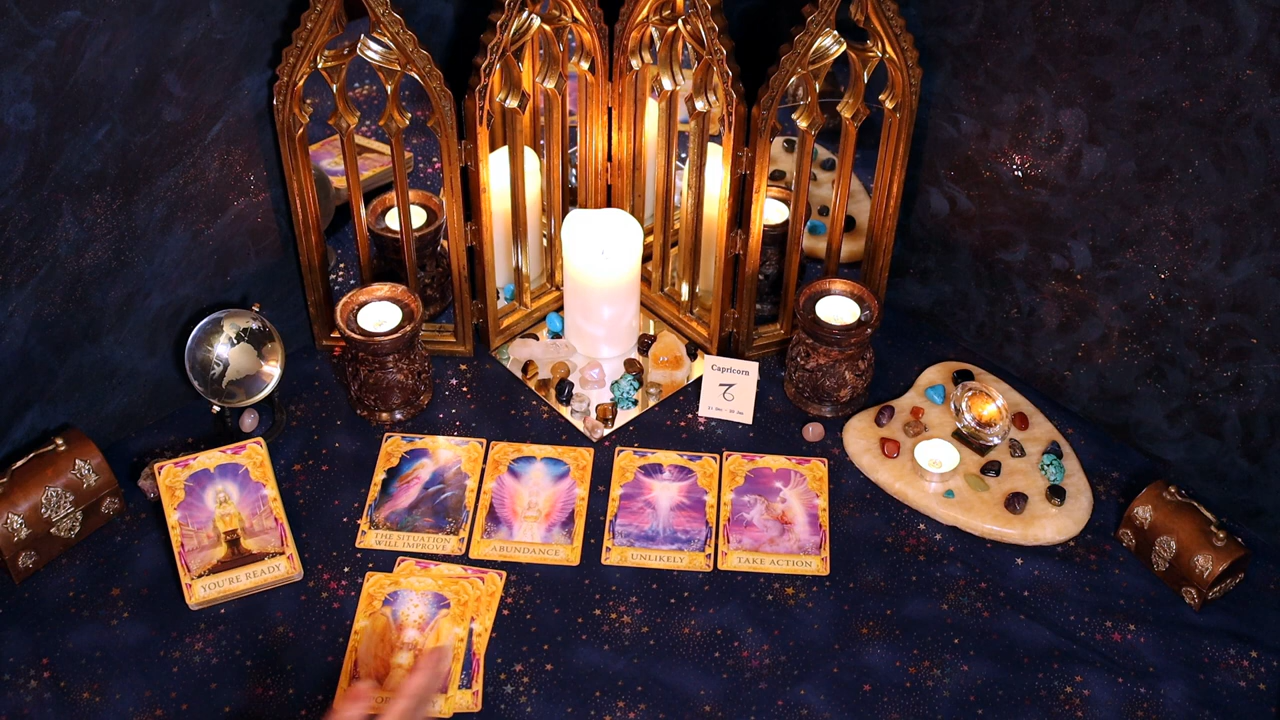 Capricorn
THE SITUATION
WILL IMPROVE
ABUNDANCE
UNLIKELY
TAKE ACTION
YOU'RE READY